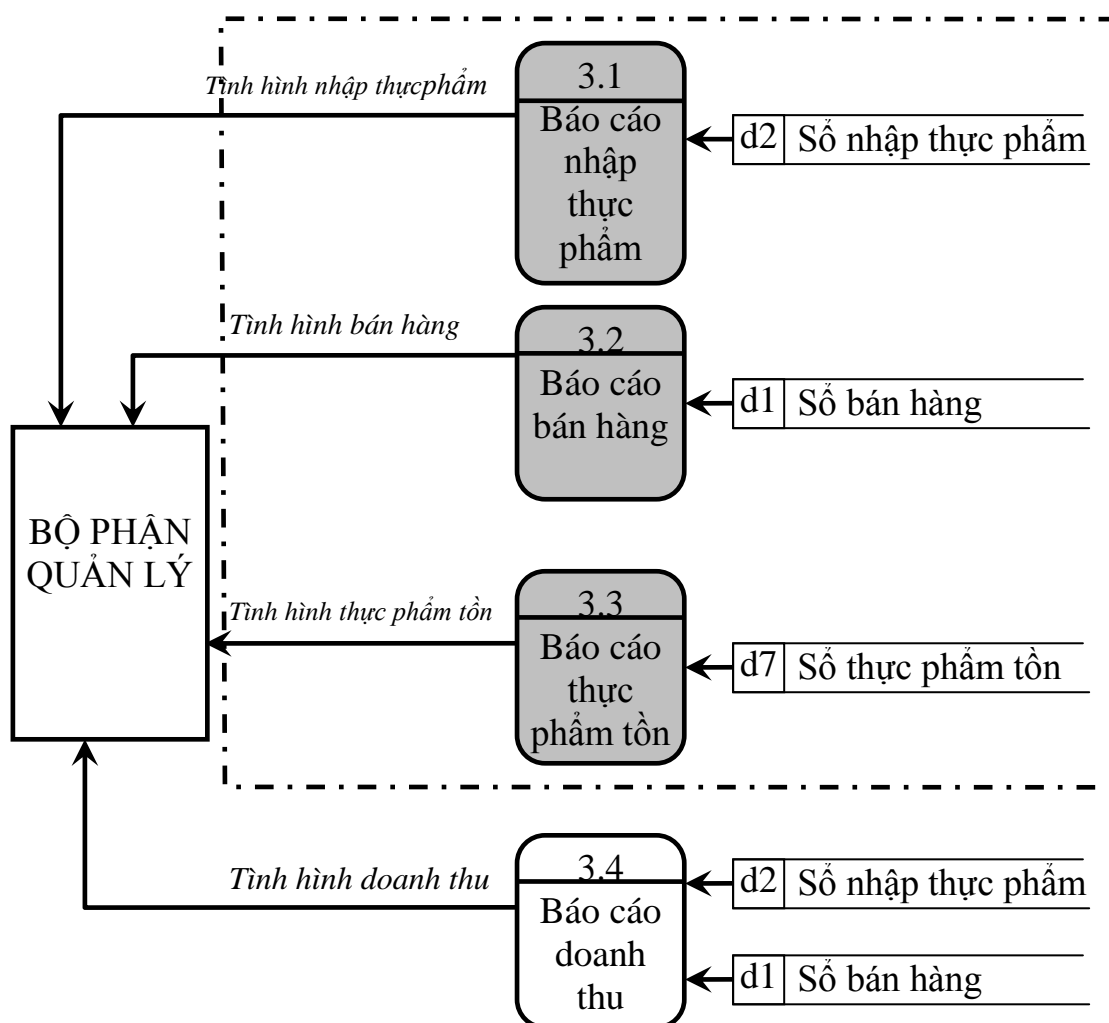 Tình hình nhập thựcphẩm
3.1
Báo cáo
nhập
thực
phẩm
d2 Sổ nhập thực phẩm
Tình hình bán hàng
3.2
Báo cáo
bán hàng
d1 Sổ bán hàng
BỘ PHẬN
QUẢN LÝ
Tình hình thực phẩm tồn
3.3
Báo cáo
thực
phẩm tồn
d7 Sổ thực phẩm tồn
Tình hình doanh thu
3.4
Báo cáo
doanh
thu
d2 Sổ nhập thực phẩm
d1 Sổ bán hàng